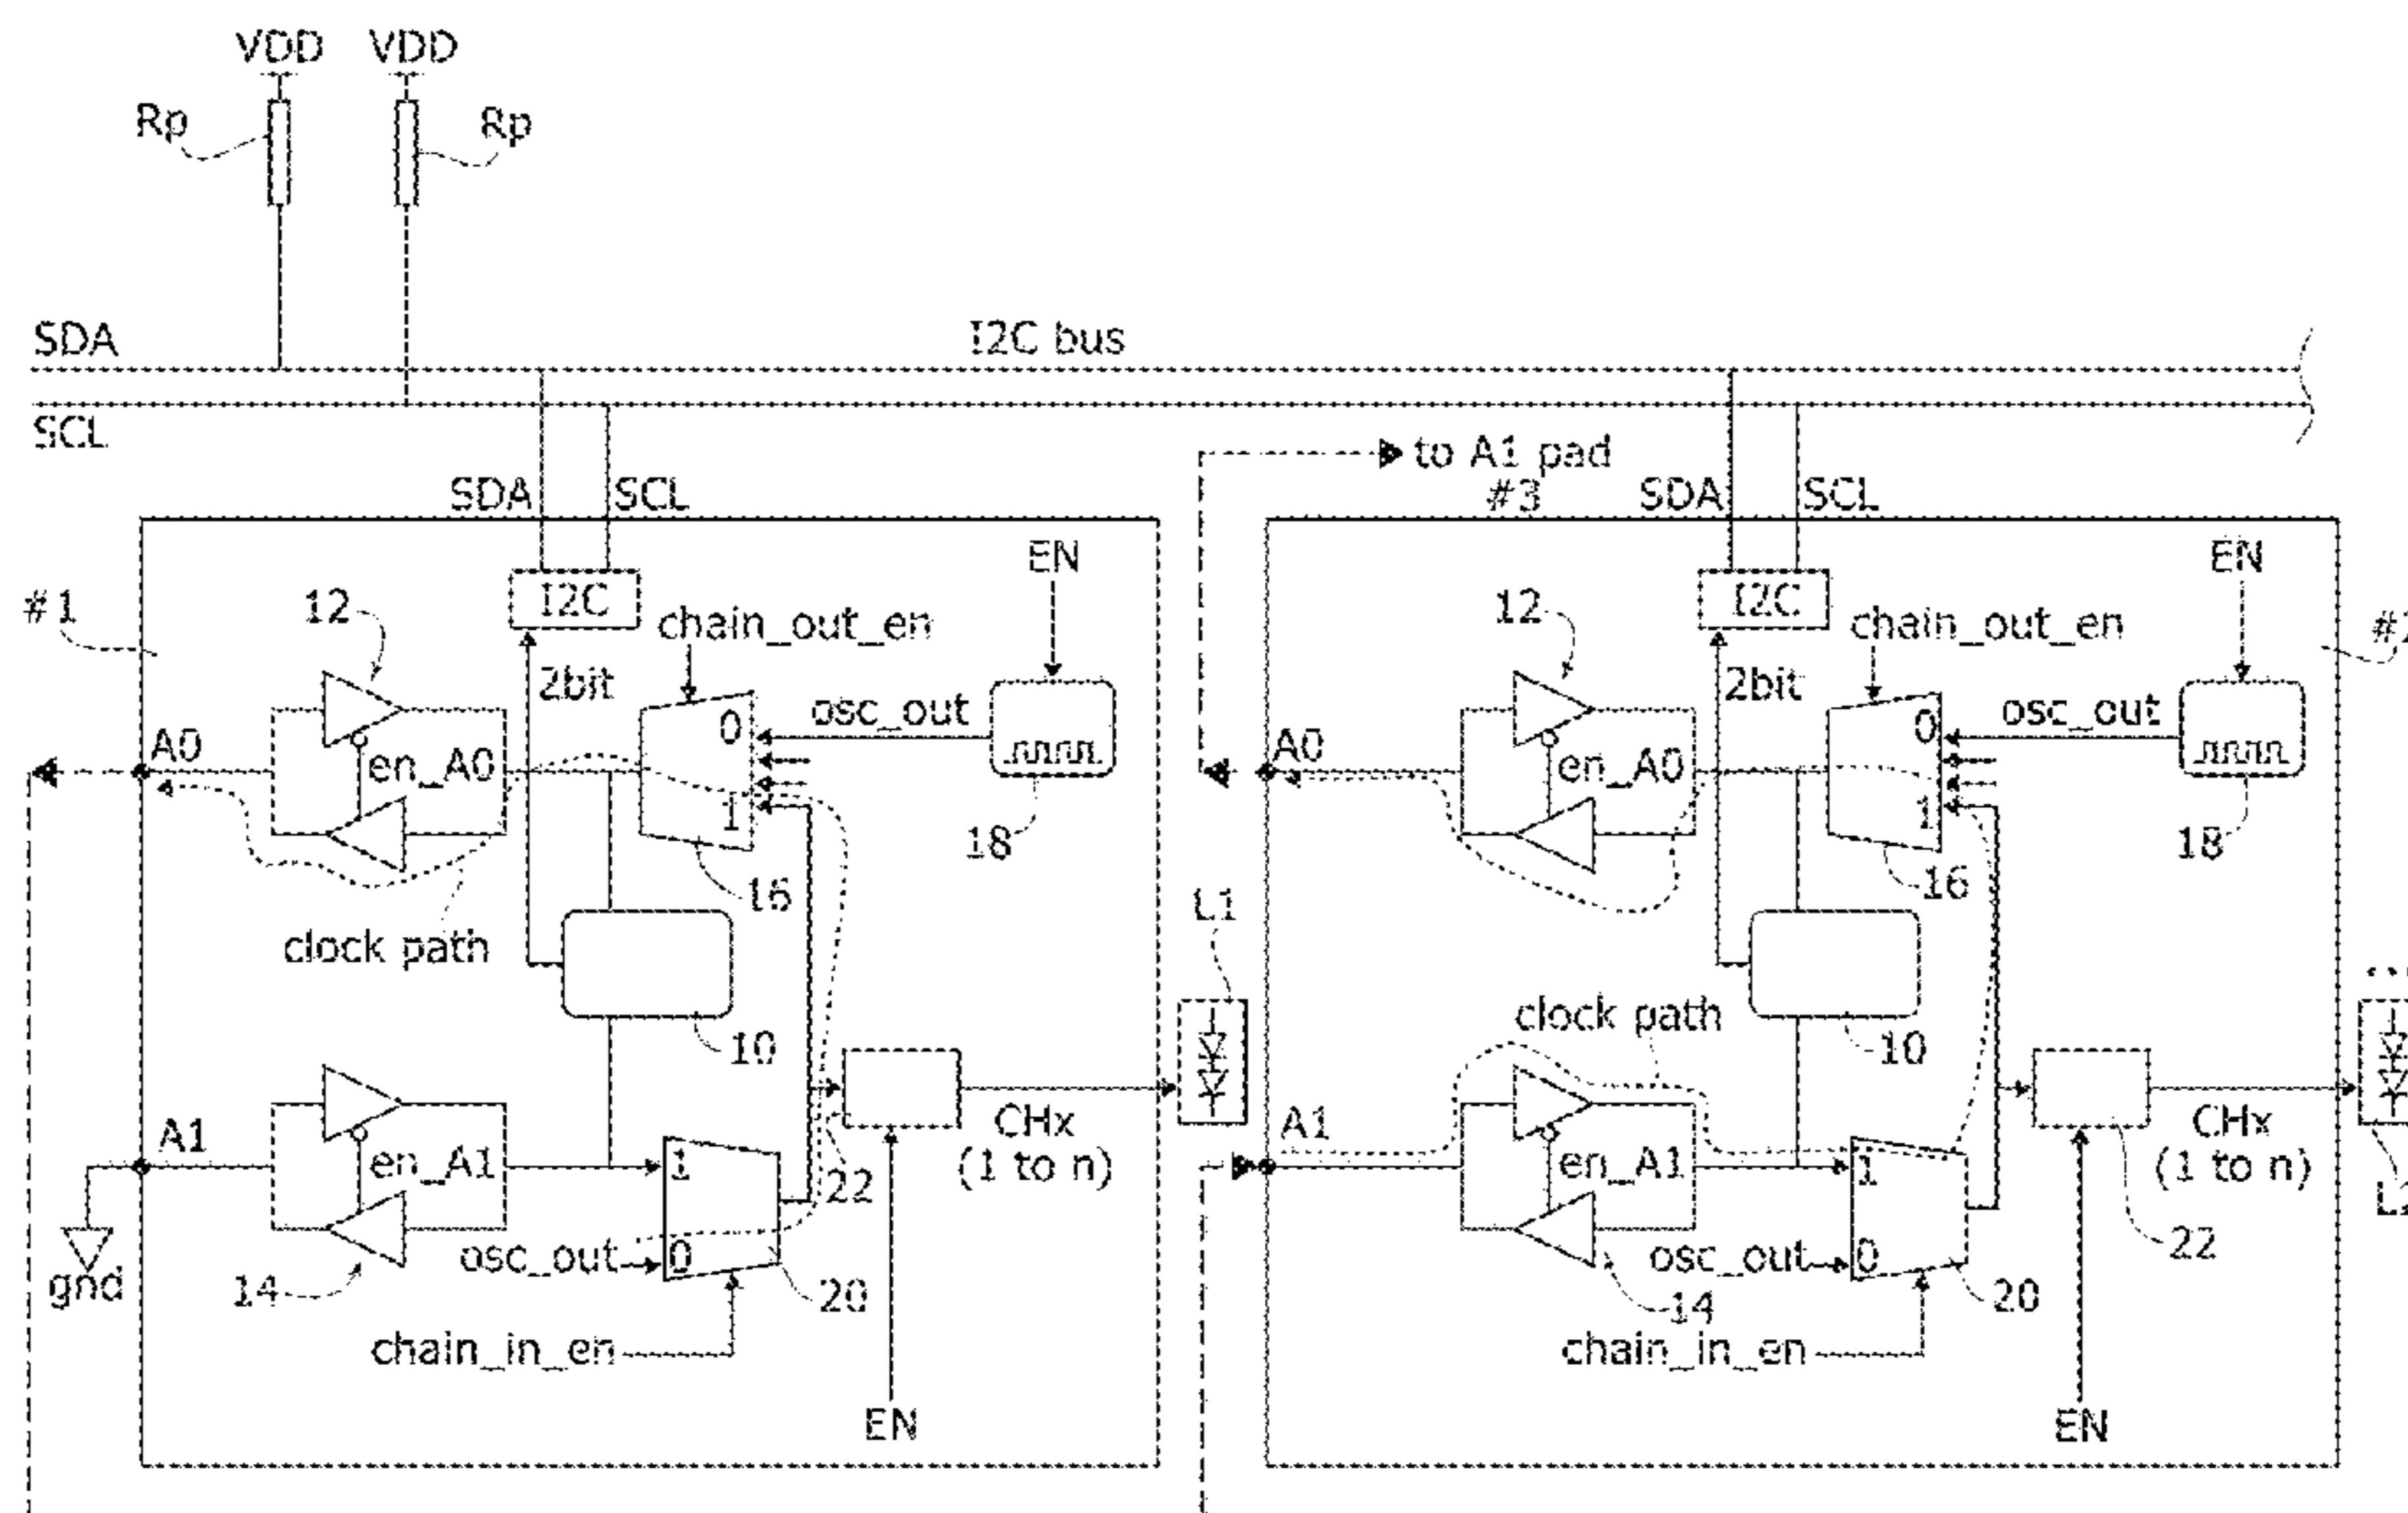 VDD VDD
Rp Rp
SDA I2C bus
SCL
to A1 pad
#3
SDA SCL SDA SCL
EN EN
#1 12 I2C chain_out_en 12 I2C chain_out_en
2bit 2bit
A0 en_A0 0 osc_out A0 en_A0 0 osc_out
1 18 1 18
16 16
clock path L1
10 clock path 10
A1 en_A1 1 A1 en_A1 1
22 CHx CHx
(1 to n) (1 to n)
gnd 14 osc_out 0 20 14 osc_out 0 20 22
chain_in_en chain_in_en
EN EN